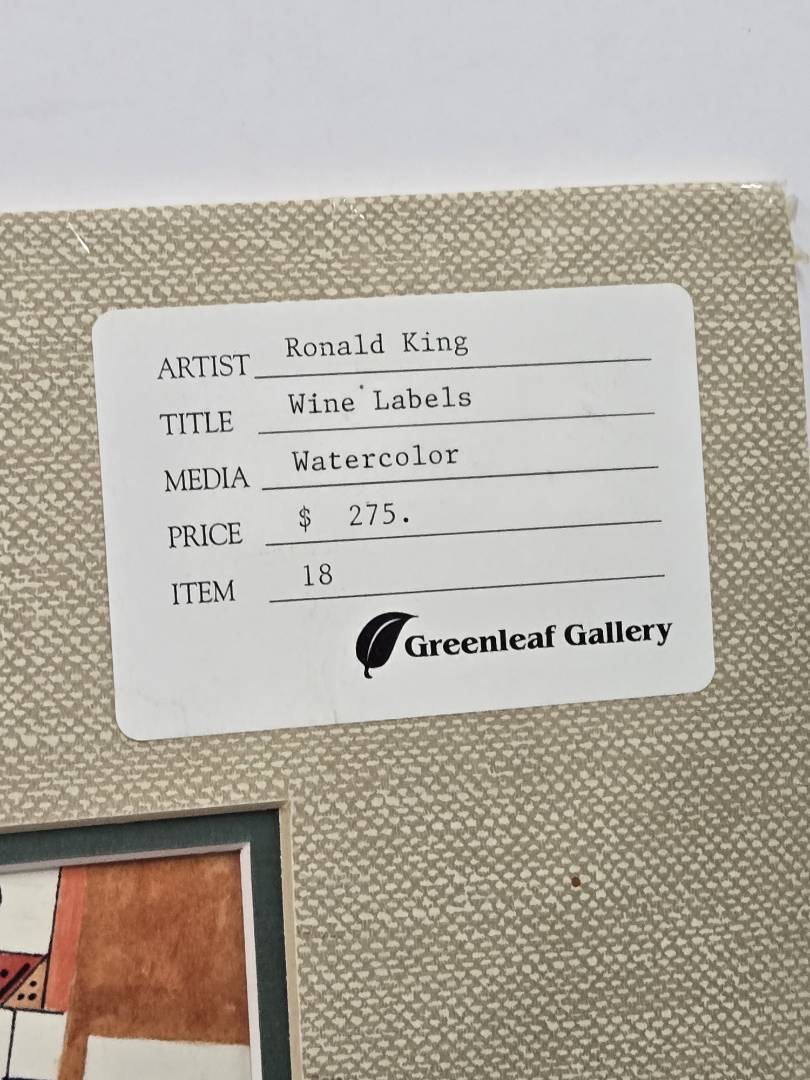 ARTIST Ronald King
TITLE Wine Labels
MEDIA Watercolor
PRICE $ 275.
ITEM 18
Greenleaf Gallery